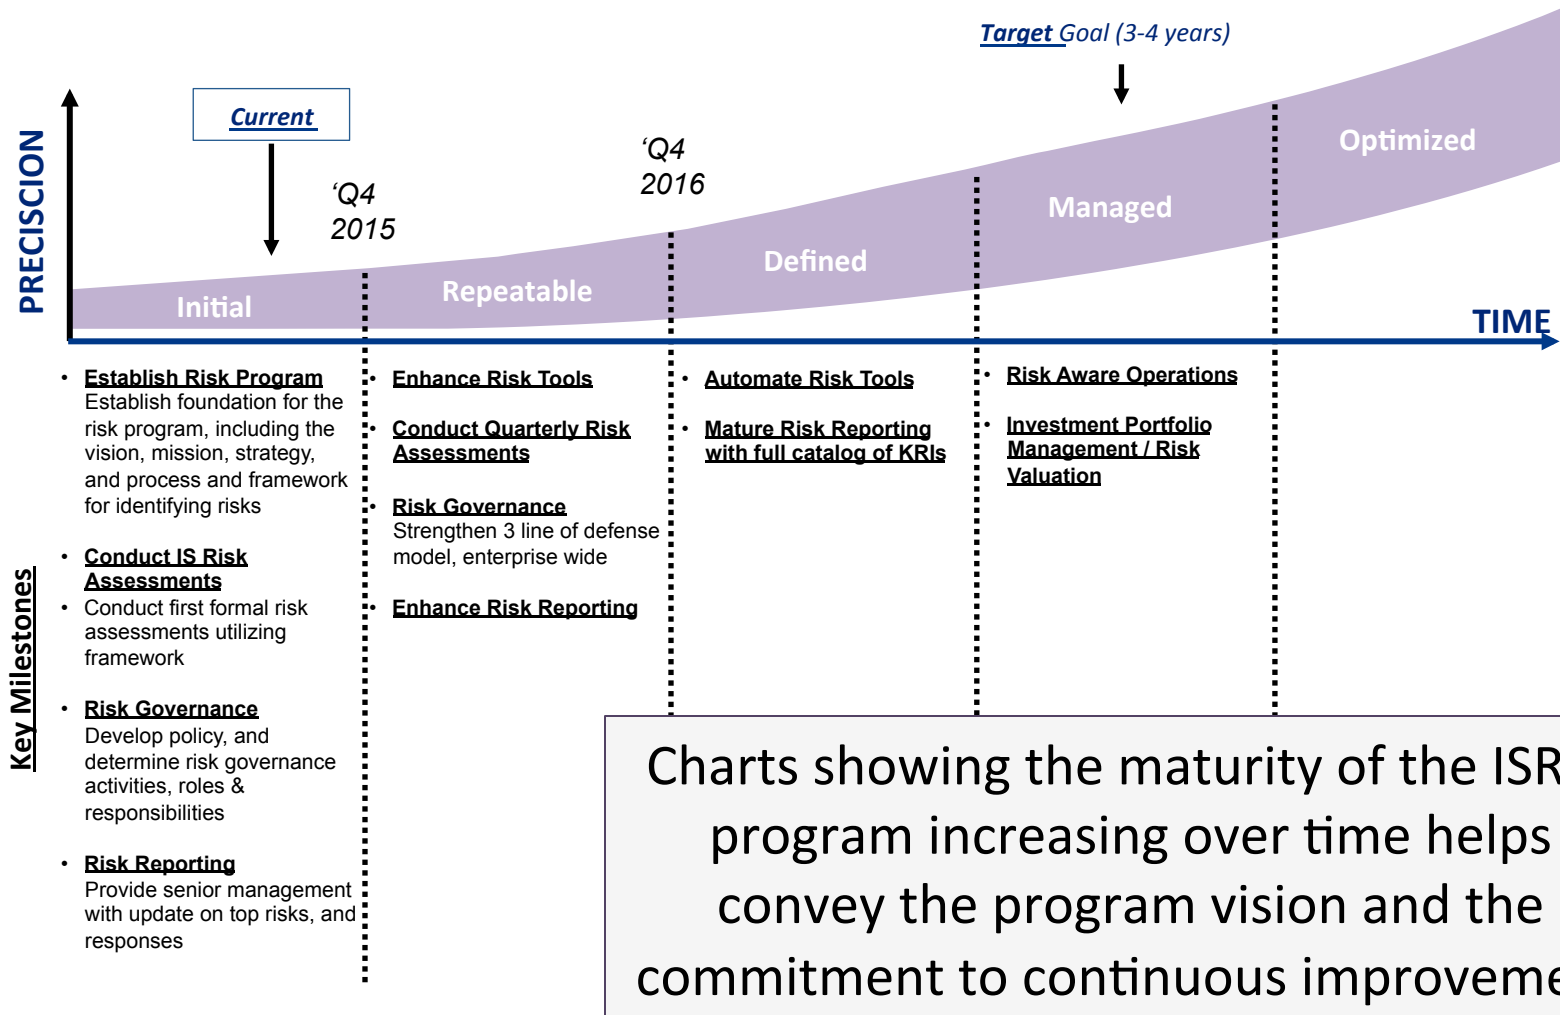 Target Goal (3-4 years)
Current
‘Q4
2015
‘Q4
2016
PRECISCION
Initial
Repeatable
Defined
Managed
Optimized
TIME
Key Milestones
• Establish Risk Program
Establish foundation for the
risk program, including the
vision, mission, strategy,
and process and framework
for identifying risks
• Conduct IS Risk
Assessments
• Conduct first formal risk
assessments utilizing
framework
• Risk Governance
Develop policy, and
determine risk governance
activities, roles &
responsibilities
• Risk Reporting
Provide senior management
with update on top risks, and
responses
• Enhance Risk Tools
• Conduct Quarterly Risk
Assessments
• Risk Governance
Strengthen 3 line of defense
model, enterprise wide
• Enhance Risk Reporting
• Automate Risk Tools
• Mature Risk Reporting
with full catalog of KRIs
• Risk Aware Operations
• Investment Portfolio
Management / Risk
Valuation
Charts showing the maturity of the ISR
program increasing over time helps
convey the program vision and the
commitment to continuous improveme